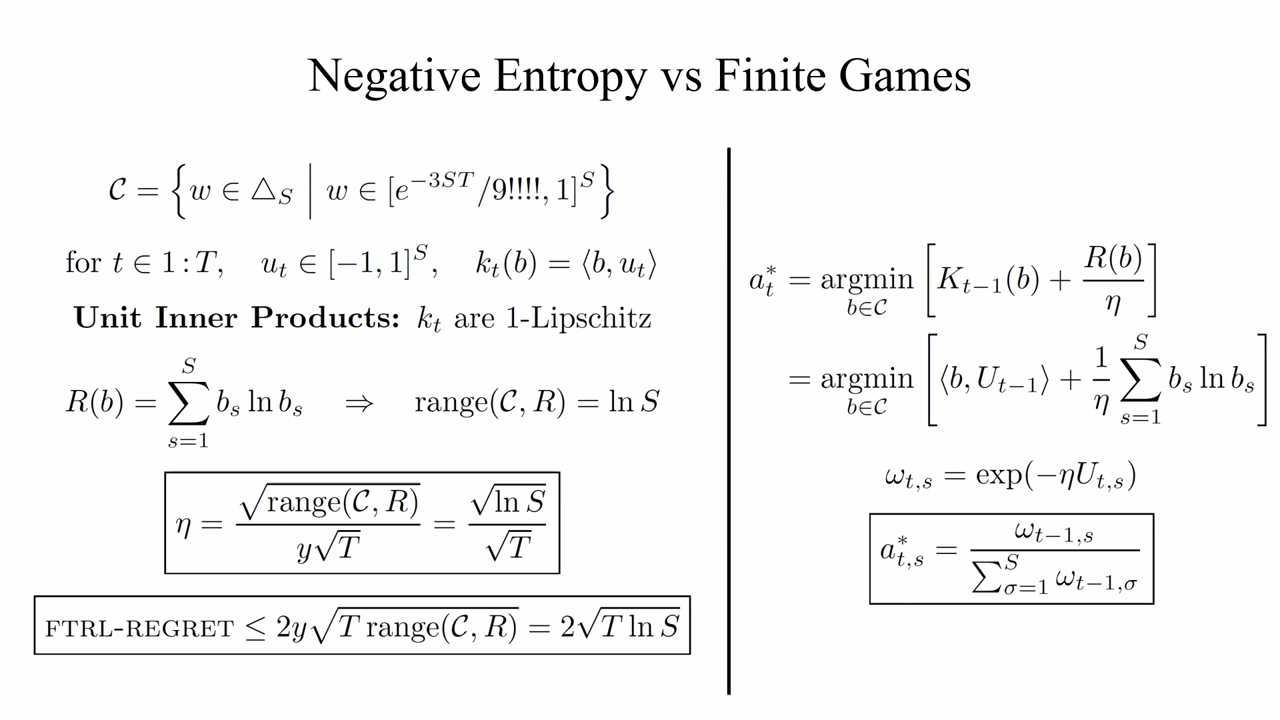 Negative Entropy vs Finite Games
𝒞 = { w ∈ △_S | w ∈ [e^{−3ST}/9!!!!, 1]^S }
for t ∈ 1 : T, u_t ∈ [−1, 1]^S, k_t(b) = ⟨b, u_t⟩
Unit Inner Products: k_t are 1-Lipschitz
R(b) = ∑_{s=1}^{S} b_s ln b_s ⇒ range(𝒞, R) = ln S
η = √range(𝒞, R) / y√T = √ln S / √T
FTRL-REGRET ≤ 2y√(T range(𝒞, R)) = 2√(T ln S)
a*_t = argmin_{b∈𝒞} [ K_{t−1}(b) + R(b)/η ]
= argmin_{b∈𝒞} [ ⟨b, U_{t−1}⟩ + 1/η ∑_{s=1}^{S} b_s ln b_s ]
ω_{t,s} = exp(−ηU_{t,s})
a*_{t,s} = ω_{t−1,s} / ∑_{σ=1}^{S} ω_{t−1,σ}